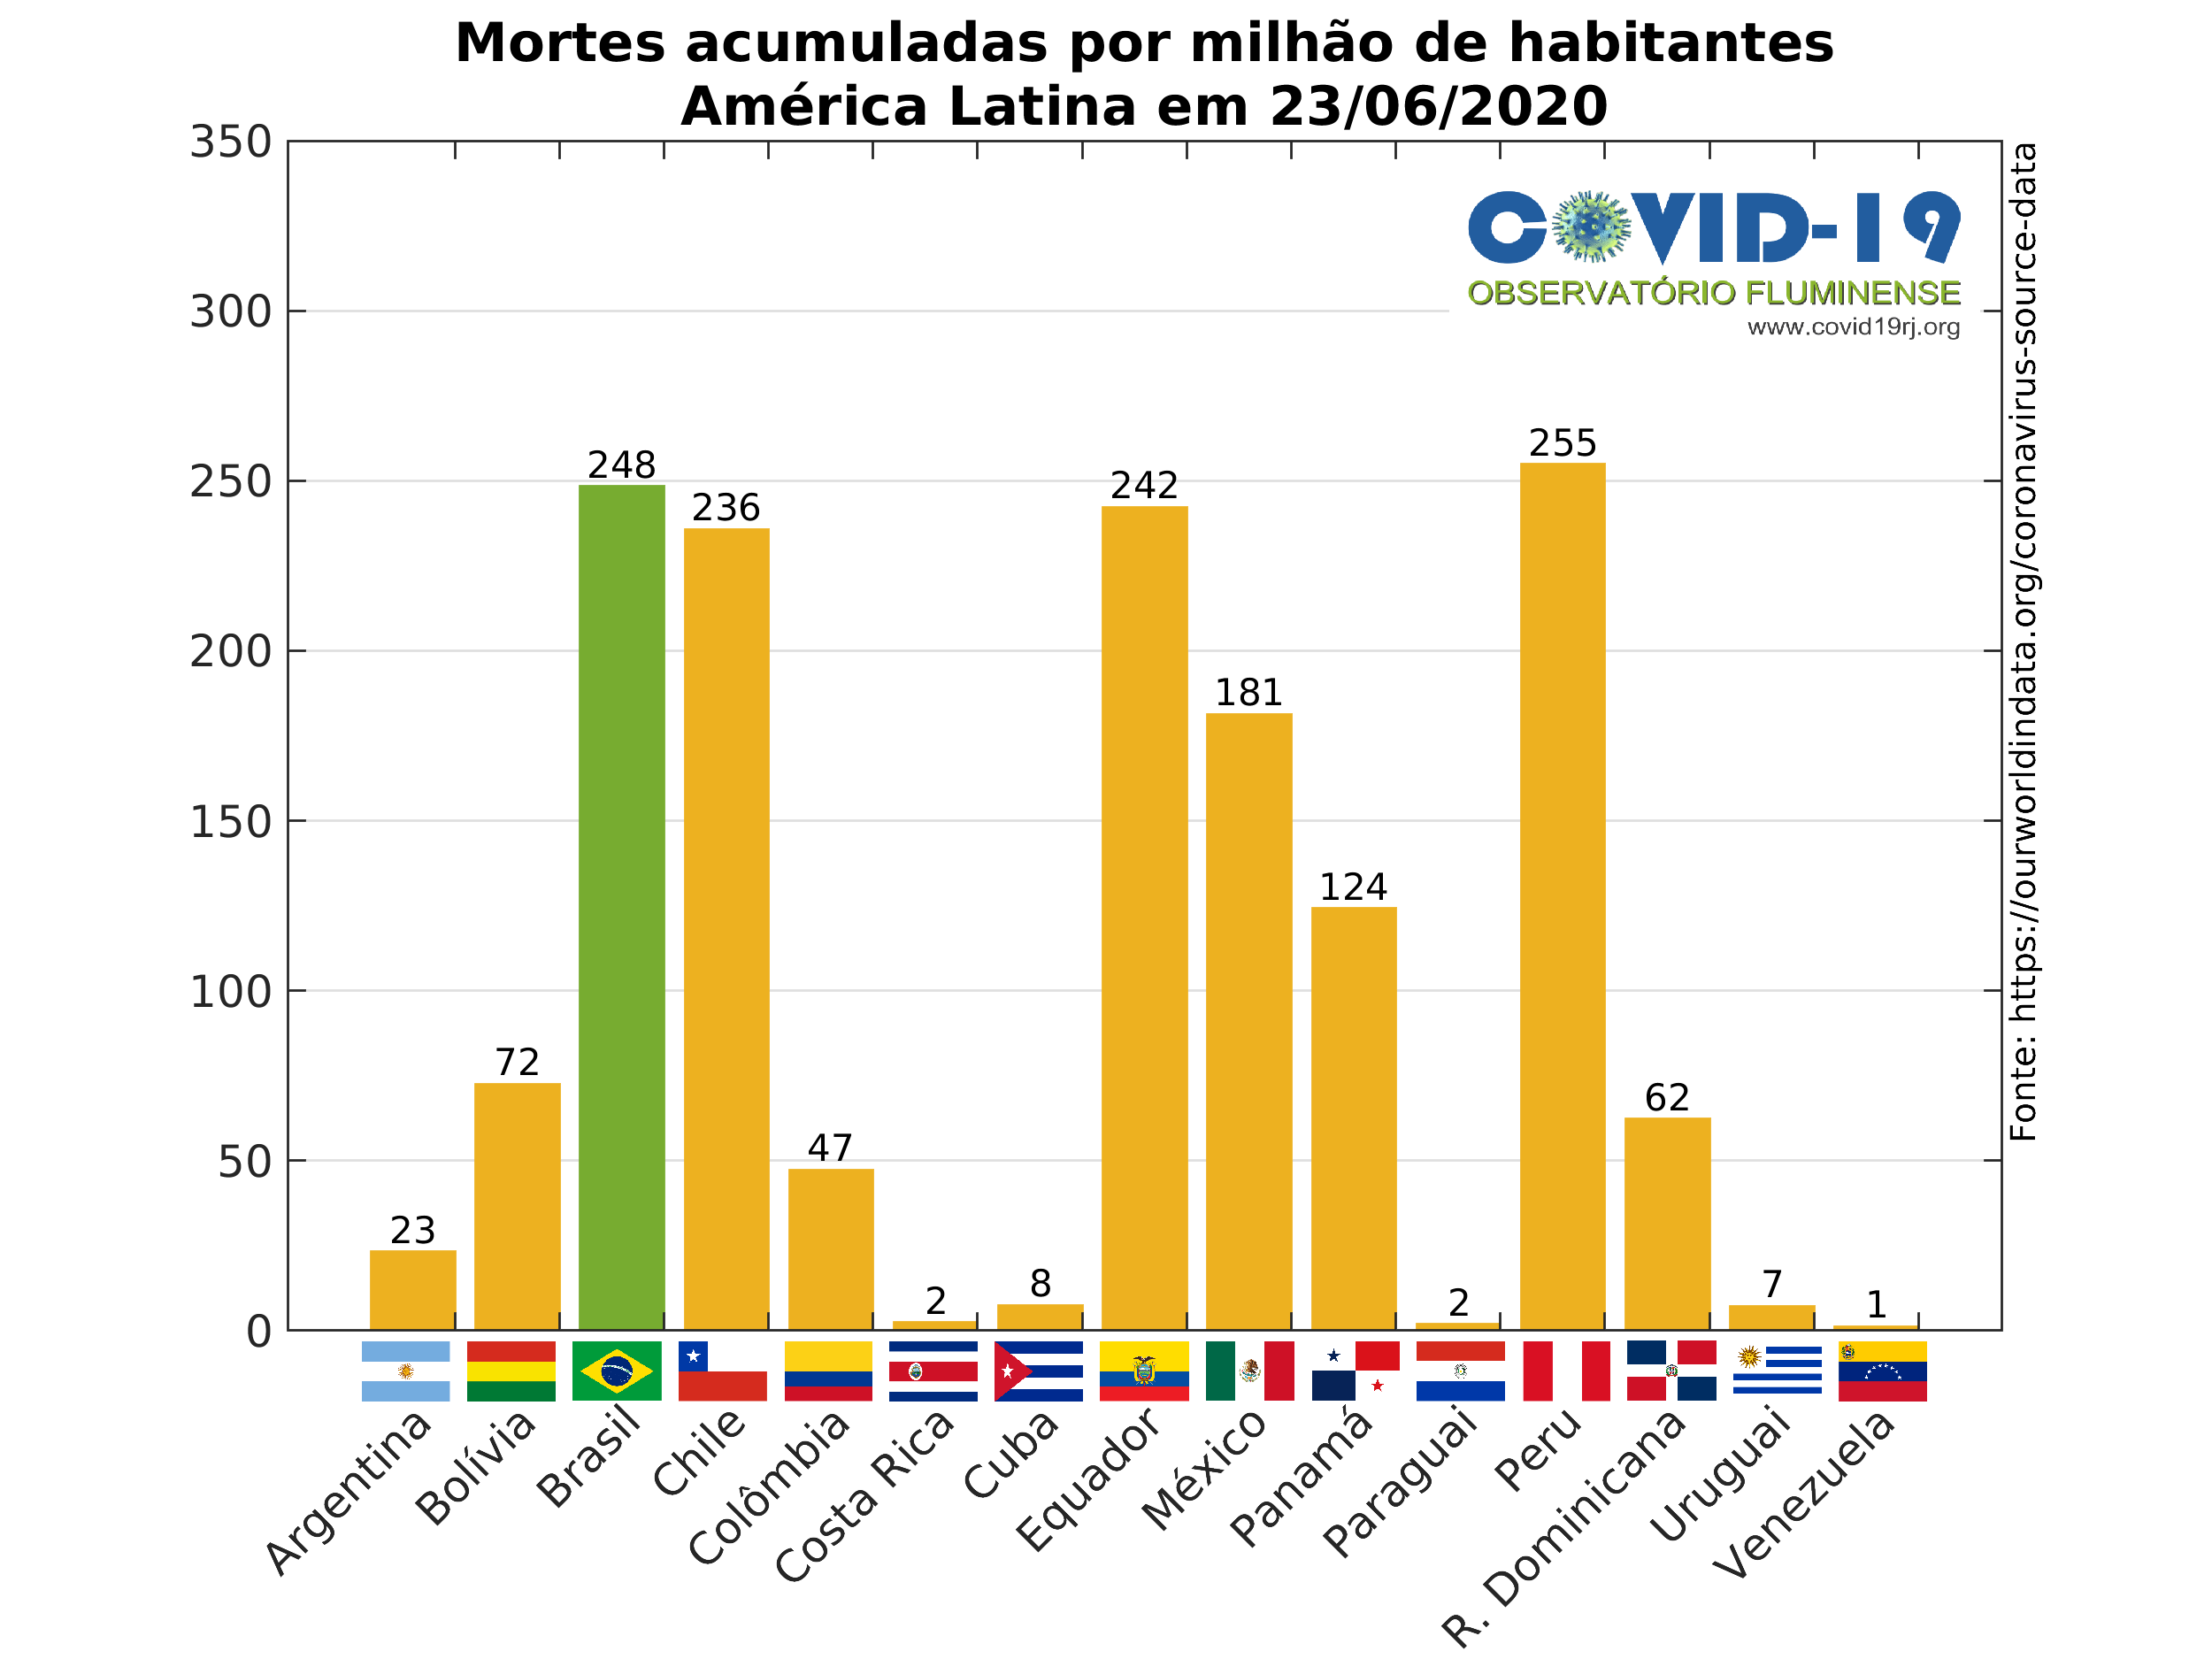 Mortes acumuladas por milhão de habitantes
América Latina em 23/06/2020
350
300
250
200
150
100
50
0
COVID-19
OBSERVATÓRIO FLUMINENSE
www.covid19rj.org
Fonte: https://ourworldindata.org/coronavirus-source-data
23
72
248
236
47
2
8
242
181
124
2
255
62
7
1
Argentina
Bolívia
Brasil
Chile
Colômbia
Costa Rica
Cuba
Equador
México
Panamá
Paraguai
Peru
R. Dominicana
Uruguai
Venezuela